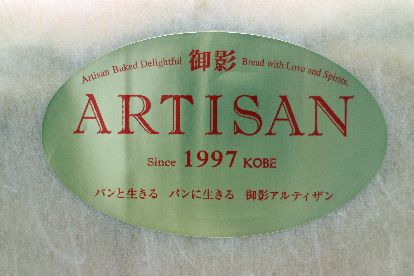 Artisan Baked Delightful 御影 Bread with Love and Spirits.
ARTISAN
Since 1997 KOBE
パンと生きる パンに生きる 御影アルティザン